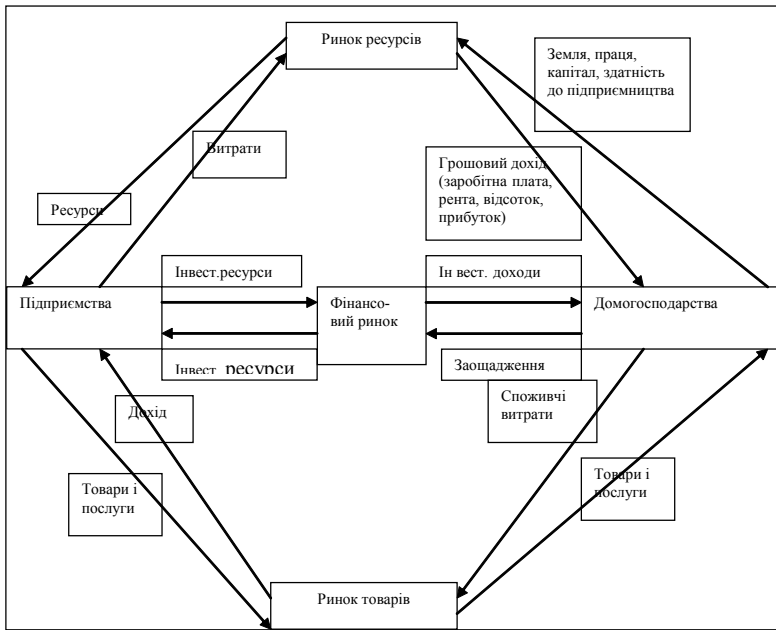 Ринок ресурсів
Земля, праця,
капітал, здатність
до підприємництва
Витрати
Грошовий дохід
(заробітна плата,
рента, відсоток,
прибуток)
Ресурси
Інвест.ресурси
Ін вест. доходи
Підприємства
Фінансо-
вий ринок
Домогосподарства
Інвест. ресурси
Заощадження
Споживчі
витрати
Дохід
Товари і
послуги
Товари і
послуги
Ринок товарів